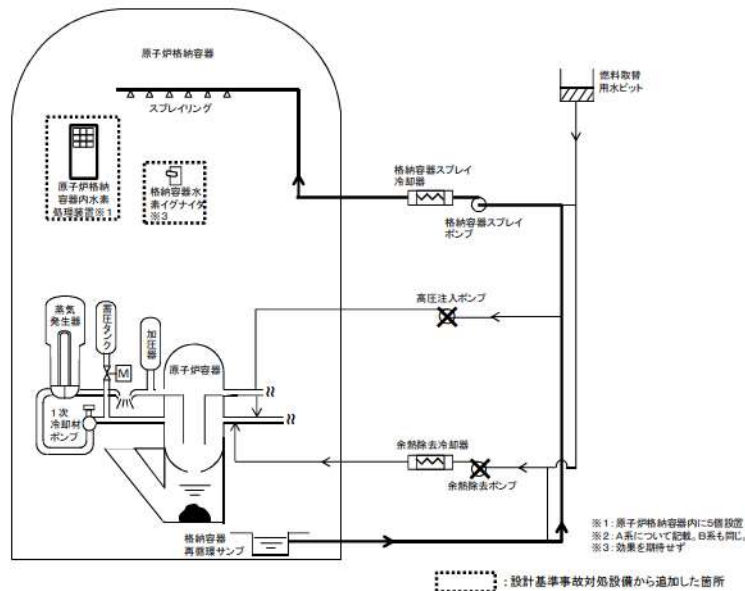 原子炉格納容器
スプレイリング
燃料取替
用水ピット
原子炉格納
容器内水素
処理装置※1
格納容器水
素イグナイタ
※3
格納容器スプレイ
冷却器
格納容器スプレイ
ポンプ
高圧注入ポンプ
蒸気
発生器
蓄圧タンク
加圧器
M
原子炉容器
1次
冷却材
ポンプ
余熱除去冷却器
余熱除去ポンプ
格納容器
再循環サンプ
※1:原子炉格納容器内に5個設置
※2:A系について記載。B系も同じ。
※3:効果を期待せず
:設計基準事故対処設備から追加した箇所